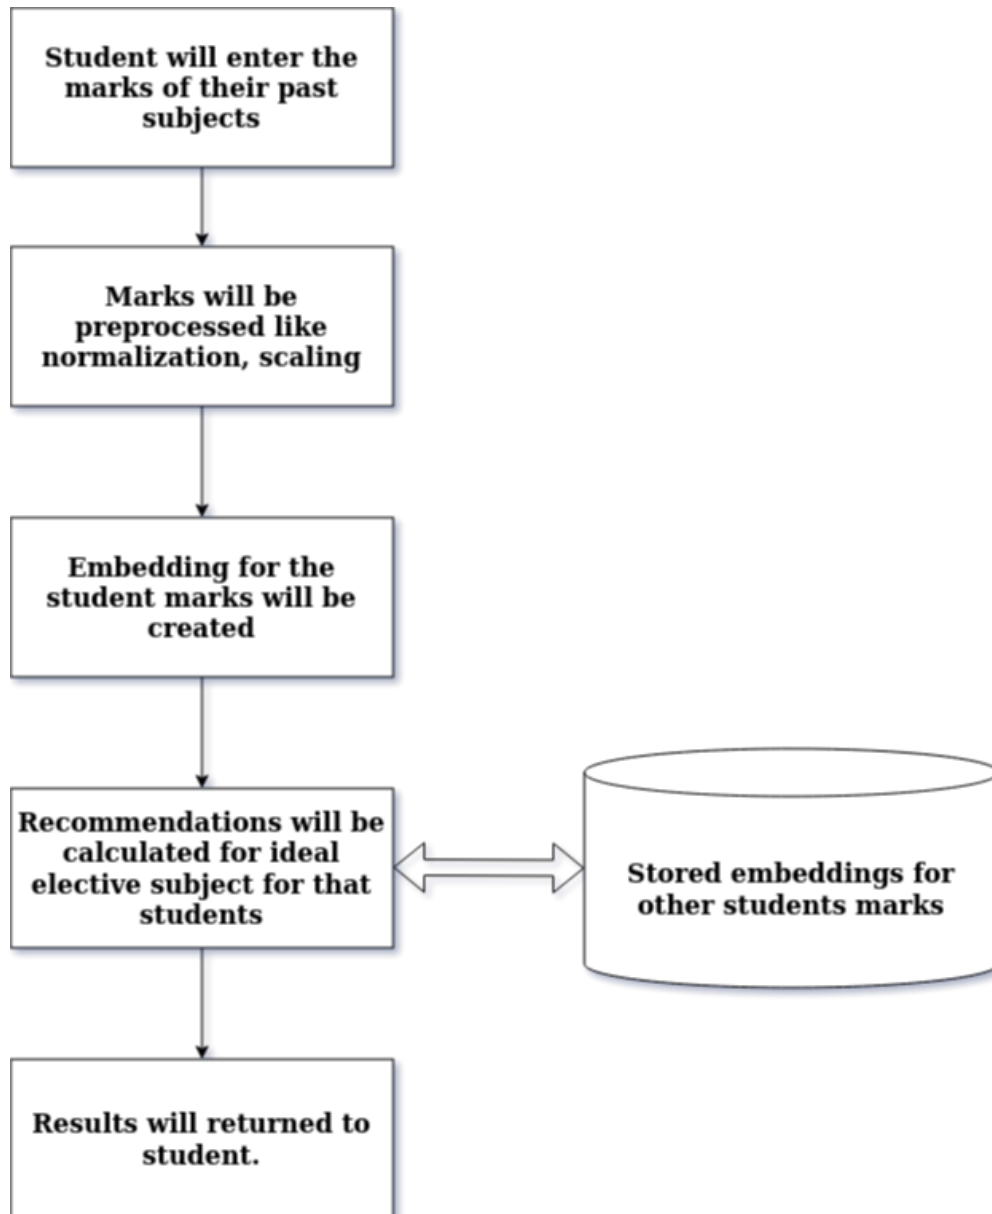 Student will enter the
marks of their past
subjects
Marks will be
preprocessed like
normalization, scaling
Embedding for the
student marks will be
created
Recommendations will be
calculated for ideal
elective subject for that
students
Stored embeddings for
other students marks
Results will returned to
student.